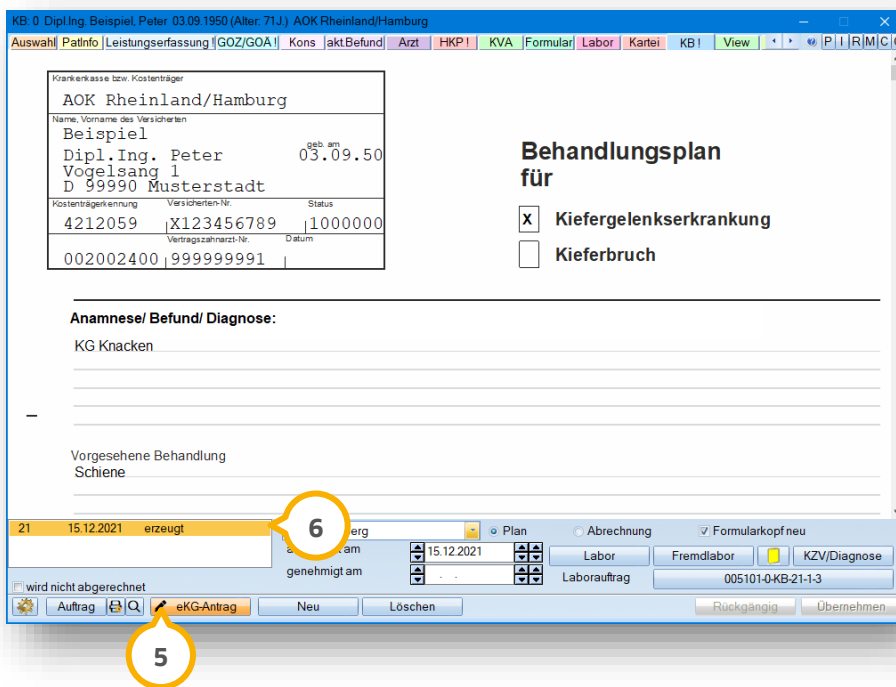 KB: 0 Dipl.Ing. Beispiel, Peter 03.09.1950 (Alter: 71J.) AOK Rheinland/Hamburg
Auswahl PatInfo Leistungserfassung ! GOZ/GOÄ ! Kons akt.Befund Arzt HKP ! KVA Formular Labor Kartei KB ! View P I R M C
Krankenkasse bzw. Kostenträger
AOK Rheinland/Hamburg
Name, Vorname des Versicherten
Beispiel
geb. am
Dipl.Ing. Peter 03.09.50
Vogelsang 1
D 99990 Musterstadt
Kostenträgerkennung Versicherten-Nr. Status
4212059 X123456789 1000000
Vertragszahnarzt-Nr. Datum
002002400 999999991
Behandlungsplan
für
X Kiefergelenkserkrankung
Kieferbruch
Anamnese/ Befund/ Diagnose:
KG Knacken
Vorgesehene Behandlung
Schiene
21 15.12.2021 erzeugt
6
erg
Plan Abrechnung Formularkopf neu
am 15.12.2021 Labor Fremdlabor KZV/Diagnose
genehmigt am . . Laborauftrag 005101-0-KB-21-1-3
wird nicht abgerechnet
Auftrag eKG-Antrag Neu Löschen Rückgängig Übernehmen
5